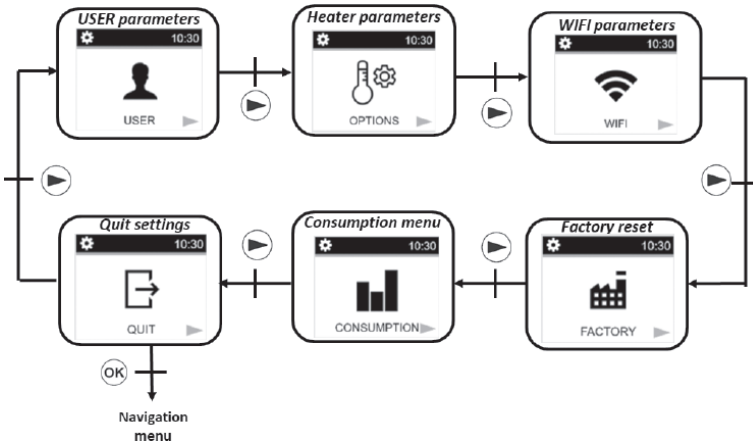 USER parameters
10:30
USER
Heater parameters
10:30
OPTIONS
WIFI parameters
10:30
WIFI
Quit settings
10:30
QUIT
Consumption menu
10:30
CONSUMPTION
Factory reset
10:30
FACTORY
OK
Navigation
menu